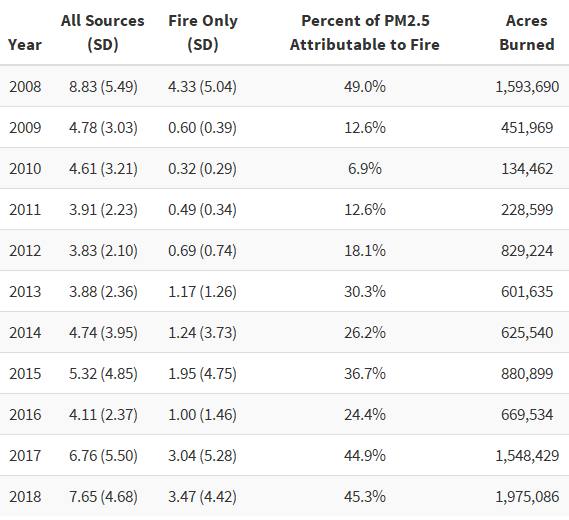 Year All Sources (SD) Fire Only (SD) Percent of PM2.5 Attributable to Fire Acres Burned
2008 8.83 (5.49) 4.33 (5.04) 49.0% 1,593,690
2009 4.78 (3.03) 0.60 (0.39) 12.6% 451,969
2010 4.61 (3.21) 0.32 (0.29) 6.9% 134,462
2011 3.91 (2.23) 0.49 (0.34) 12.6% 228,599
2012 3.83 (2.10) 0.69 (0.74) 18.1% 829,224
2013 3.88 (2.36) 1.17 (1.26) 30.3% 601,635
2014 4.74 (3.95) 1.24 (3.73) 26.2% 625,540
2015 5.32 (4.85) 1.95 (4.75) 36.7% 880,899
2016 4.11 (2.37) 1.00 (1.46) 24.4% 669,534
2017 6.76 (5.50) 3.04 (5.28) 44.9% 1,548,429
2018 7.65 (4.68) 3.47 (4.42) 45.3% 1,975,086